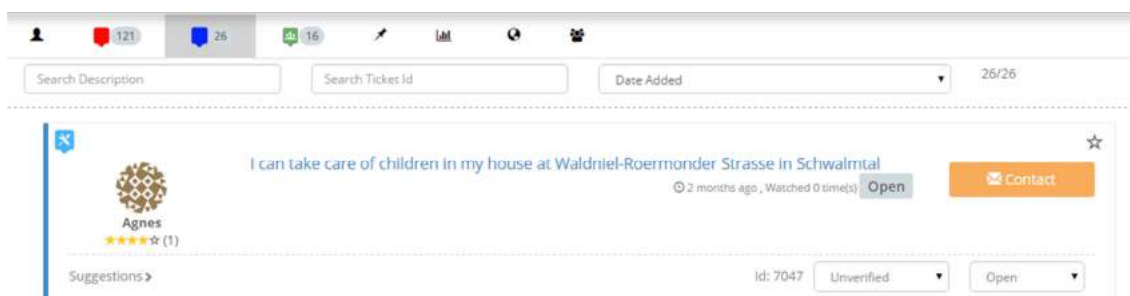 121 26 16
Search Description Search Ticket Id Date Added 26/26
I can take care of children in my house at Waldniel-Roermonder Strasse in Schwalmtal
2 months ago , Watched 0 time(s) Open
Contact
Agnes
(1)
Suggestions Id: 7047 Unverified Open